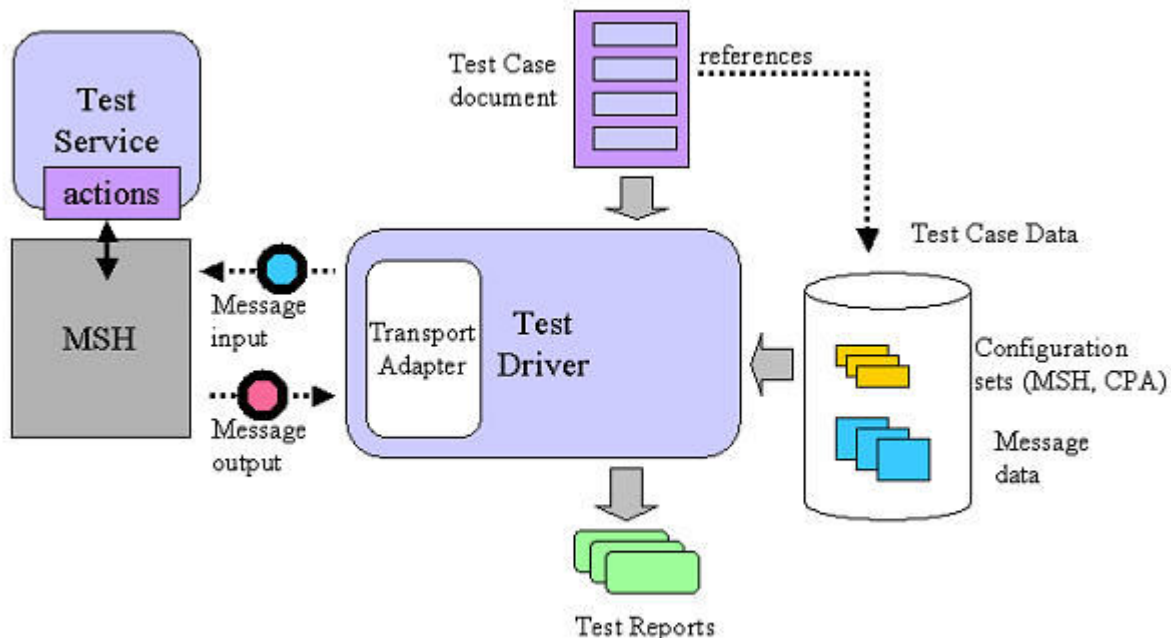 Test
Service
actions
MSH
Message
input
Message
output
Test Case
document
references
Transport
Adapter
Test
Driver
Test Case Data
Configuration
sets (MSH, CPA)
Message
data
Test Reports